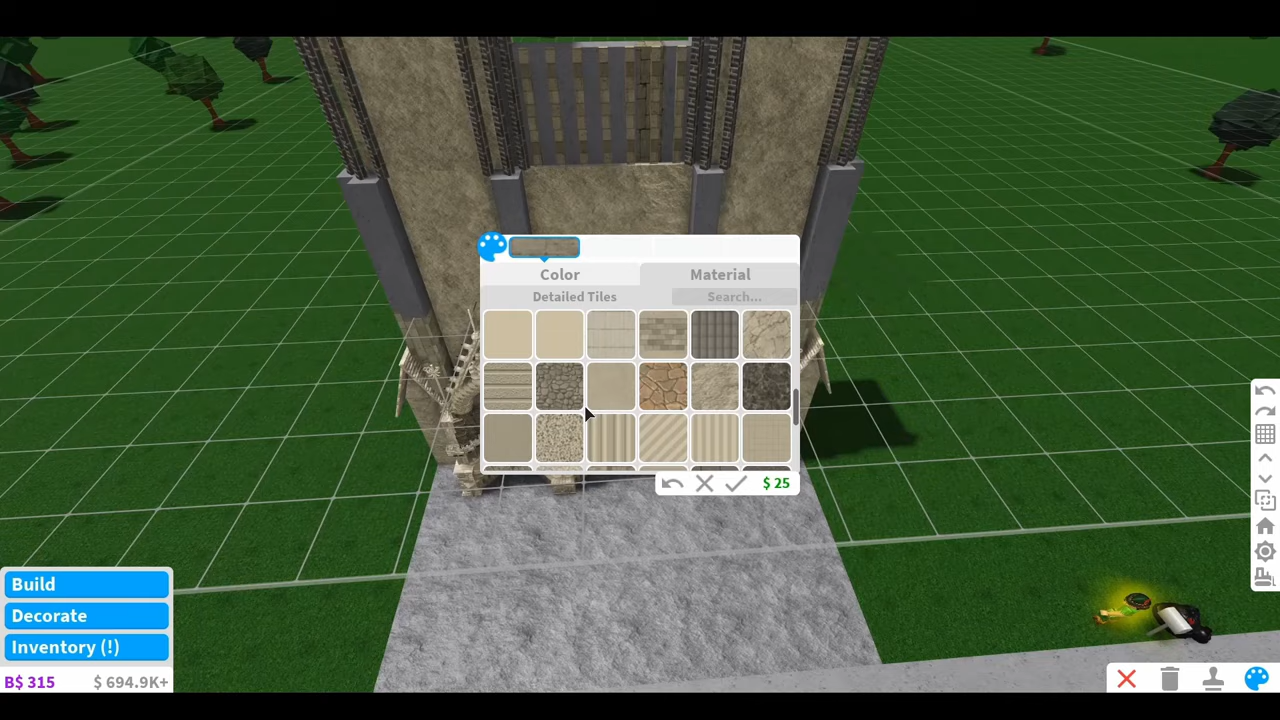 Color
Material
Detailed Tiles
Search...
$ 25
Build
Decorate
Inventory (!)
B$ 315
$ 694.9K+